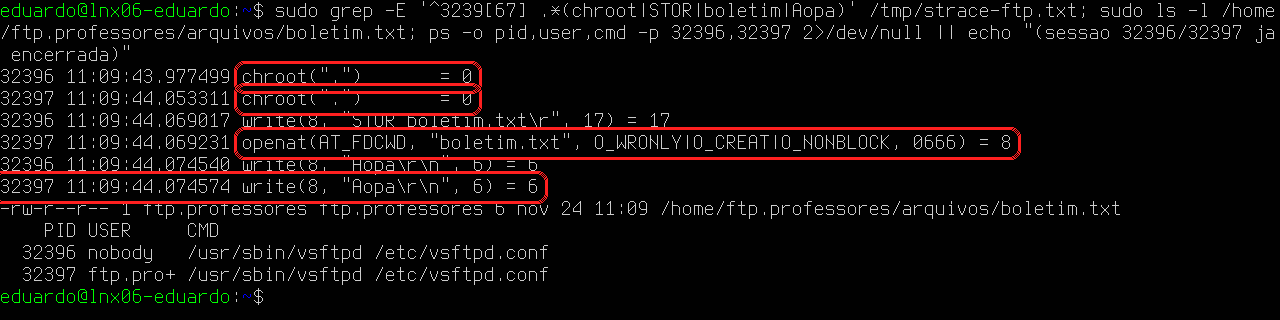 eduardo@lnx06-eduardo:~$ sudo grep -E '^3239[67] .*(chroot|STOR|boletim|Aopa)' /tmp/strace-ftp.txt; sudo ls -l /home
/ftp.professores/arquivos/boletim.txt; ps -o pid,user,cmd -p 32396,32397 2>/dev/null || echo "(sessao 32396/32397 ja
 encerrada)"
32396 11:09:43.977499 chroot(".")       = 0
32397 11:09:44.053311 chroot(".")       = 0
32396 11:09:44.069017 write(8, "STOR boletim.txt\r", 17) = 17
32397 11:09:44.069231 openat(AT_FDCWD, "boletim.txt", O_WRONLY|O_CREAT|O_NONBLOCK, 0666) = 8
32396 11:09:44.074540 write(8, "Aopa\r\n", 6) = 6
32397 11:09:44.074574 write(8, "Aopa\r\n", 6) = 6
-rw-r--r-- 1 ftp.professores ftp.professores 6 nov 24 11:09 /home/ftp.professores/arquivos/boletim.txt
    PID USER     CMD
  32396 nobody   /usr/sbin/vsftpd /etc/vsftpd.conf
  32397 ftp.pro+ /usr/sbin/vsftpd /etc/vsftpd.conf
eduardo@lnx06-eduardo:~$